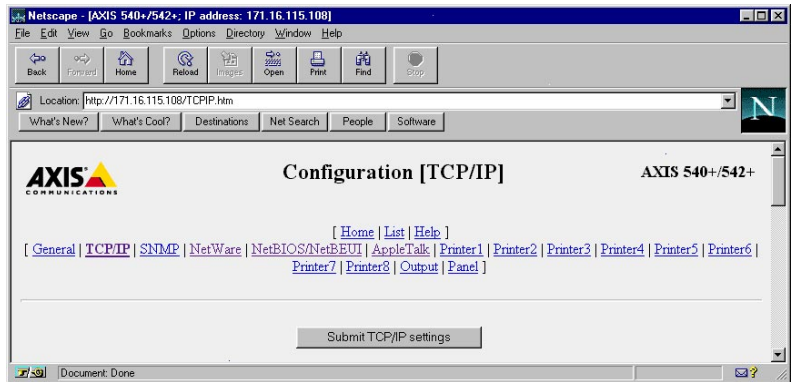 Netscape - [AXIS 540+/542+; IP address: 171.16.115.108]
File Edit View Go Bookmarks Options Directory Window Help
Back Forward Home Reload Images Open Print Find Stop
Location: http://171.16.115.108/TCPIP.htm
What's New? What's Cool? Destinations Net Search People Software
N
AXIS COMMUNICATIONS
Configuration [TCP/IP]
AXIS 540+/542+
[ Home | List | Help ]
[ General | TCP/IP | SNMP | NetWare | NetBIOS/NetBEUI | AppleTalk | Printer1 | Printer2 | Printer3 | Printer4 | Printer5 | Printer6 |
Printer7 | Printer8 | Output | Panel ]
Submit TCP/IP settings
Document: Done